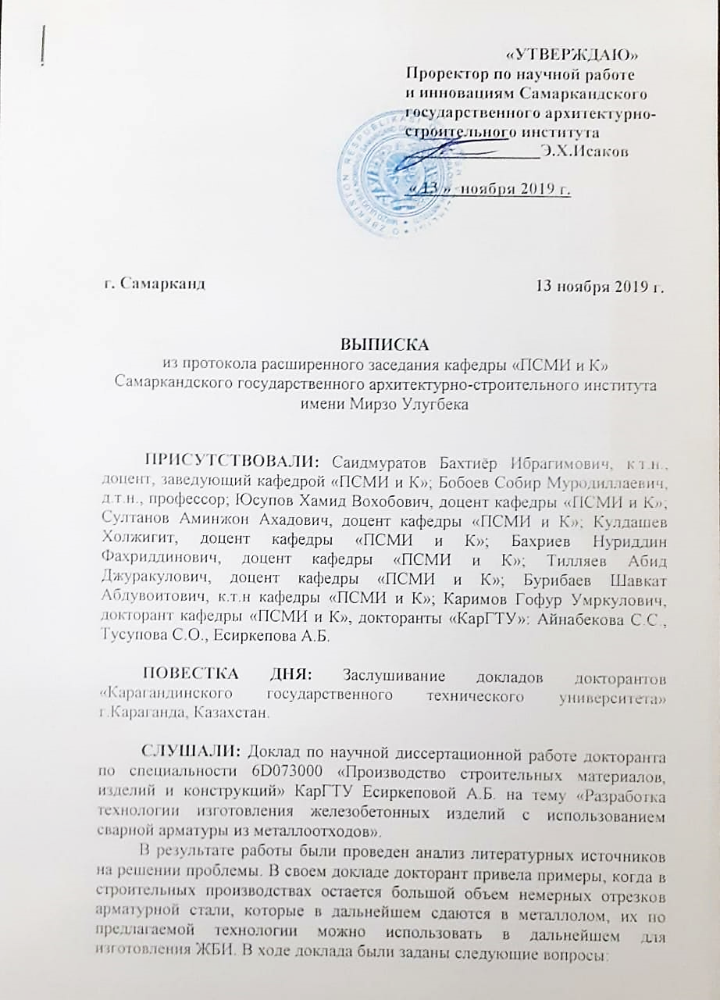 «УТВЕРЖДАЮ»
Проректор по научной работе
и инновациям Самаркандского
государственного архитектурно-
строительного института
Э.Х.Исаков
« 13 » ноября 2019 г.
г. Самарканд
13 ноября 2019 г.
ВЫПИСКА
из протокола расширенного заседания кафедры «ПСМИ и К»
Самаркандского государственного архитектурно-строительного института
имени Мирзо Улугбека
ПРИСУТСТВОВАЛИ: Саидмуратов Бахтиёр Ибрагимович, к.т.н.,
доцент, заведующий кафедрой «ПСМИ и К»; Бобоев Собир Муродиллаевич,
д.т.н., профессор; Юсупов Хамид Вохобович, доцент кафедры «ПСМИ и К»;
Султанов Аминжон Ахадович, доцент кафедры «ПСМИ и К»; Кулдашев
Холжигит, доцент кафедры «ПСМИ и К»; Бахриев Нуриддин
Фахриддинович, доцент кафедры «ПСМИ и К»; Тилляев Абид
Джуракулович, доцент кафедры «ПСМИ и К»; Бурибаев Шавкат
Абдувоитович, к.т.н кафедры «ПСМИ и К»; Каримов Гофур Умркулович,
докторант кафедры «ПСМИ и К», докторанты «КарГТУ»: Айнабекова С.С.,
Тусупова С.О., Есиркепова А.Б.
ПОВЕСТКА ДНЯ: Заслушивание докладов докторантов
«Карагандинского государственного технического университета»
г.Караганда, Казахстан.
СЛУШАЛИ: Доклад по научной диссертационной работе докторанта
по специальности 6D073000 «Производство строительных материалов,
изделий и конструкций» КарГТУ Есиркеповой А.Б. на тему «Разработка
технологии изготовления железобетонных изделий с использованием
сварной арматуры из металлоотходов».
В результате работы были проведен анализ литературных источников
на решении проблемы. В своем докладе докторант привела примеры, когда в
строительных производствах остается большой объем немерных отрезков
арматурной стали, которые в дальнейшем сдаются в металлолом, их по
предлагаемой технологии можно использовать в дальнейшем для
изготовления ЖБИ. В ходе доклада были заданы следующие вопросы: